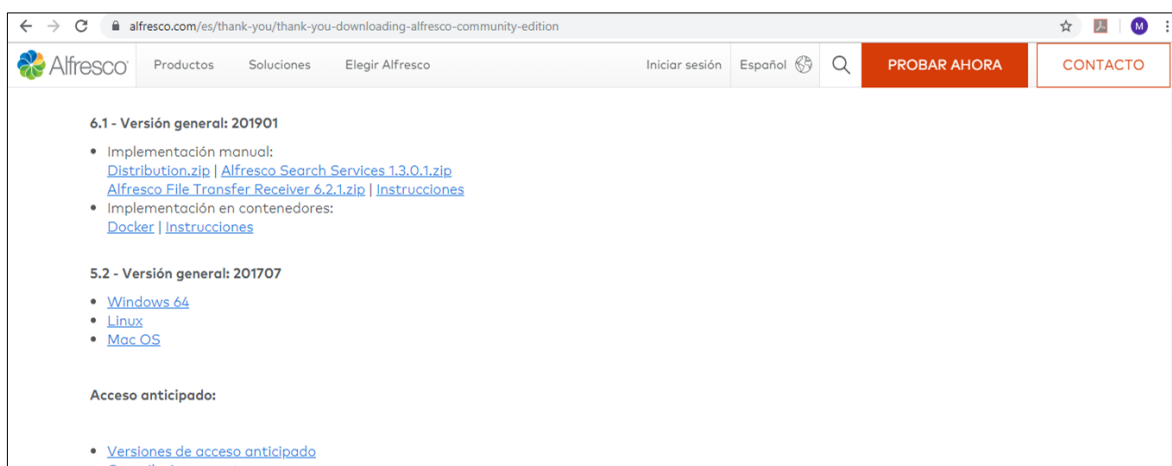 alfresco.com/es/thank-you/thank-you-downloading-alfresco-community-edition
M
Alfresco
Productos
Soluciones
Elegir Alfresco
Iniciar sesión
Español
PROBAR AHORA
CONTACTO
6.1 - Versión general: 201901
• Implementación manual:
Distribution.zip | Alfresco Search Services 1.3.0.1.zip
Alfresco File Transfer Receiver 6.2.1.zip | Instrucciones
• Implementación en contenedores:
Docker | Instrucciones
5.2 - Versión general: 201707
• Windows 64
• Linux
• Mac OS
Acceso anticipado:
• Versiones de acceso anticipado